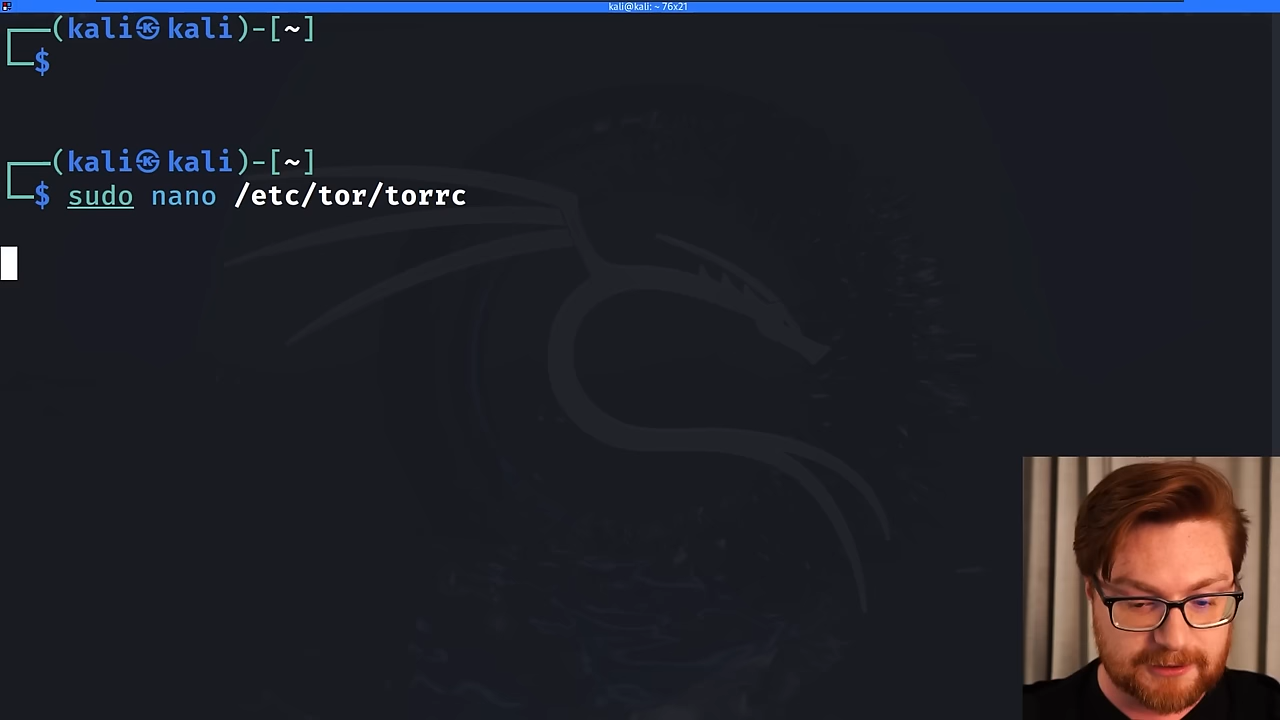 kali@kali: ~ 76x21
┌──(kali㉿kali)-[~]
└─$
┌──(kali㉿kali)-[~]
└─$ sudo nano /etc/tor/torrc